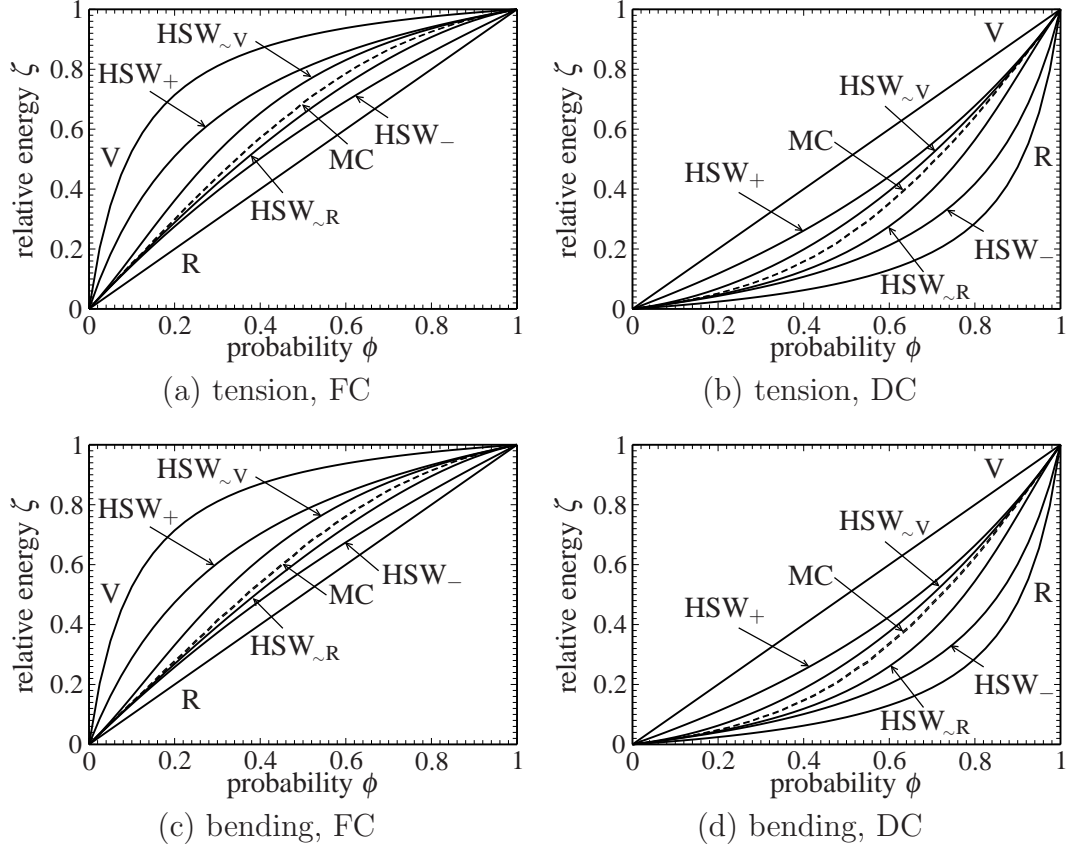 1
0.8
0.6
0.4
0.2
0
relative energy ζ
V
HSW₊
HSW∼V
HSW₋
MC
HSW∼R
R
0 0.2 0.4 0.6 0.8 1
probability ϕ
(a) tension, FC
1
0.8
0.6
0.4
0.2
0
relative energy ζ
V
HSW∼V
MC
HSW₊
R
HSW₋
HSW∼R
0 0.2 0.4 0.6 0.8 1
probability ϕ
(b) tension, DC
1
0.8
0.6
0.4
0.2
0
relative energy ζ
HSW∼V
HSW₊
V
HSW₋
MC
HSW∼R
R
0 0.2 0.4 0.6 0.8 1
probability ϕ
(c) bending, FC
1
0.8
0.6
0.4
0.2
0
relative energy ζ
V
HSW∼V
MC
HSW₊
R
HSW₋
HSW∼R
0 0.2 0.4 0.6 0.8 1
probability ϕ
(d) bending, DC